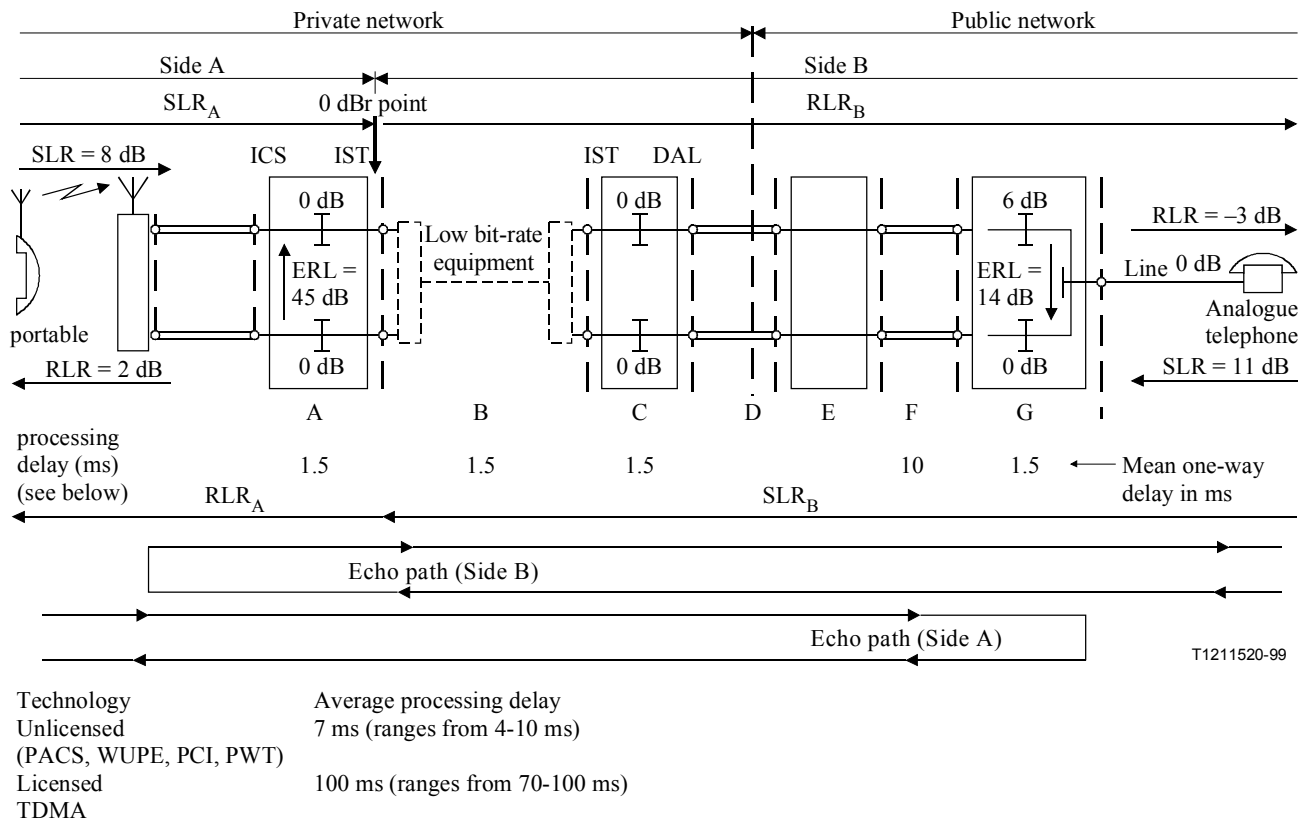 Private network
Public network
Side A
Side B
SLR_A
0 dBr point
RLR_B
SLR = 8 dB
ICS
IST
IST
DAL
0 dB
0 dB
6 dB
RLR = –3 dB
Low bit-rate
equipment
ERL =
45 dB
ERL =
14 dB
Line
0 dB
portable
Analogue
telephone
RLR = 2 dB
0 dB
0 dB
0 dB
SLR = 11 dB
A
B
C
D
E
F
G
processing
delay (ms)
(see below)
1.5
1.5
1.5
10
1.5
Mean one-way
delay in ms
RLR_A
SLR_B
Echo path (Side B)
Echo path (Side A)
T1211520-99
Technology Average processing delay
Unlicensed 7 ms (ranges from 4-10 ms)
(PACS, WUPE, PCI, PWT)
Licensed 100 ms (ranges from 70-100 ms)
TDMA